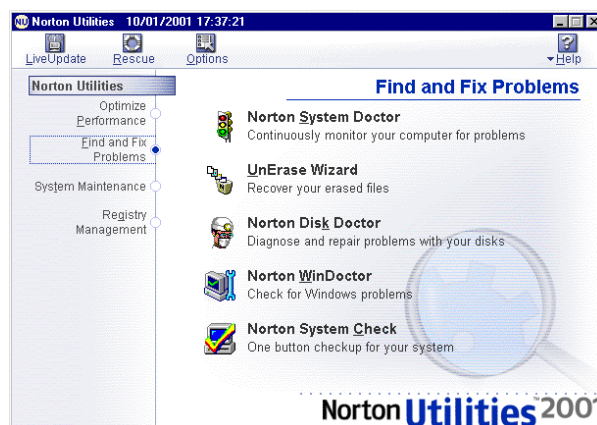 Norton Utilities 10/01/2001 17:37:21
LiveUpdate Rescue Options Help
Norton Utilities
Optimize
Performance
Find and Fix
Problems
System Maintenance
Registry
Management
Find and Fix Problems
Norton System Doctor
Continuously monitor your computer for problems
UnErase Wizard
Recover your erased files
Norton Disk Doctor
Diagnose and repair problems with your disks
Norton WinDoctor
Check for Windows problems
Norton System Check
One button checkup for your system
Norton Utilities™ 2001